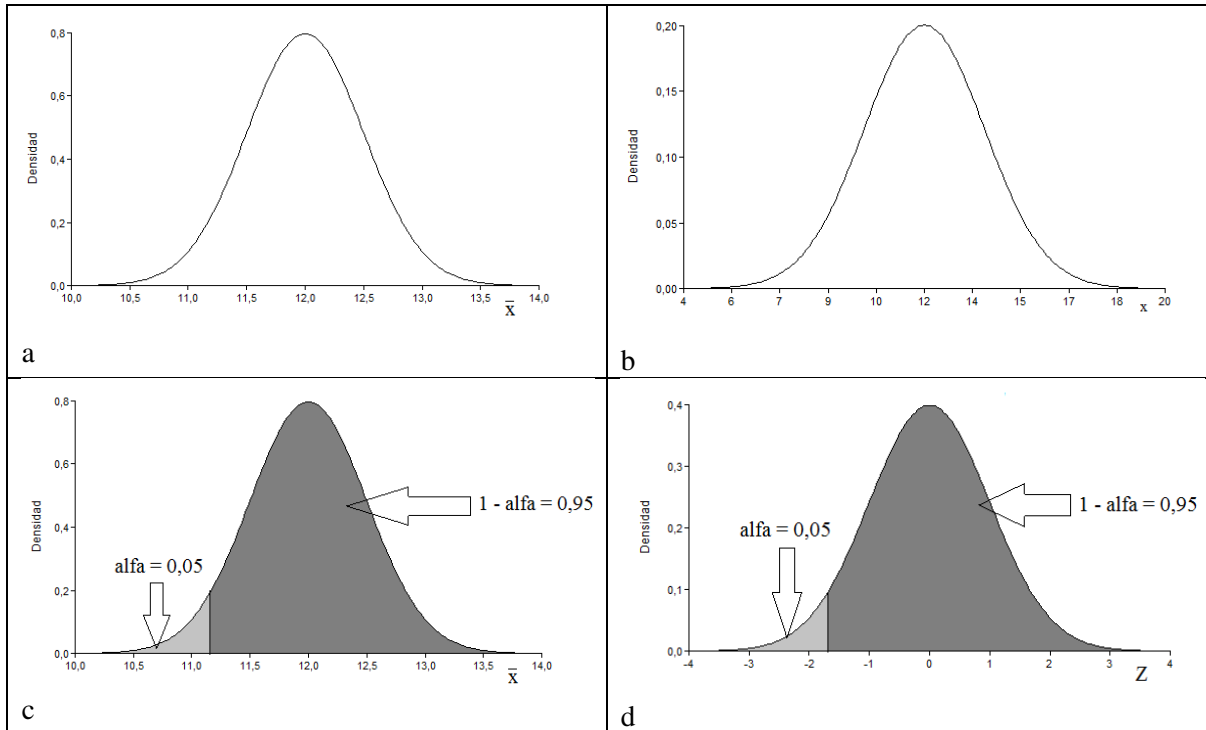 Densidad
0,8
0,6
0,4
0,2
0,0
10,0 10,5 11,0 11,5 12,0 12,5 13,0 13,5 14,0
x̅
a
Densidad
0,20
0,15
0,10
0,05
0,00
4 6 7 9 10 12 14 15 17 18 20
x
b
Densidad
0,8
0,6
0,4
0,2
0,0
1 - alfa = 0,95
alfa = 0,05
10,0 10,5 11,0 11,5 12,0 12,5 13,0 13,5 14,0
x̅
c
Densidad
0,4
0,3
0,2
0,1
0,0
1 - alfa = 0,95
alfa = 0,05
-4 -3 -2 -1 0 1 2 3 4
Z
d